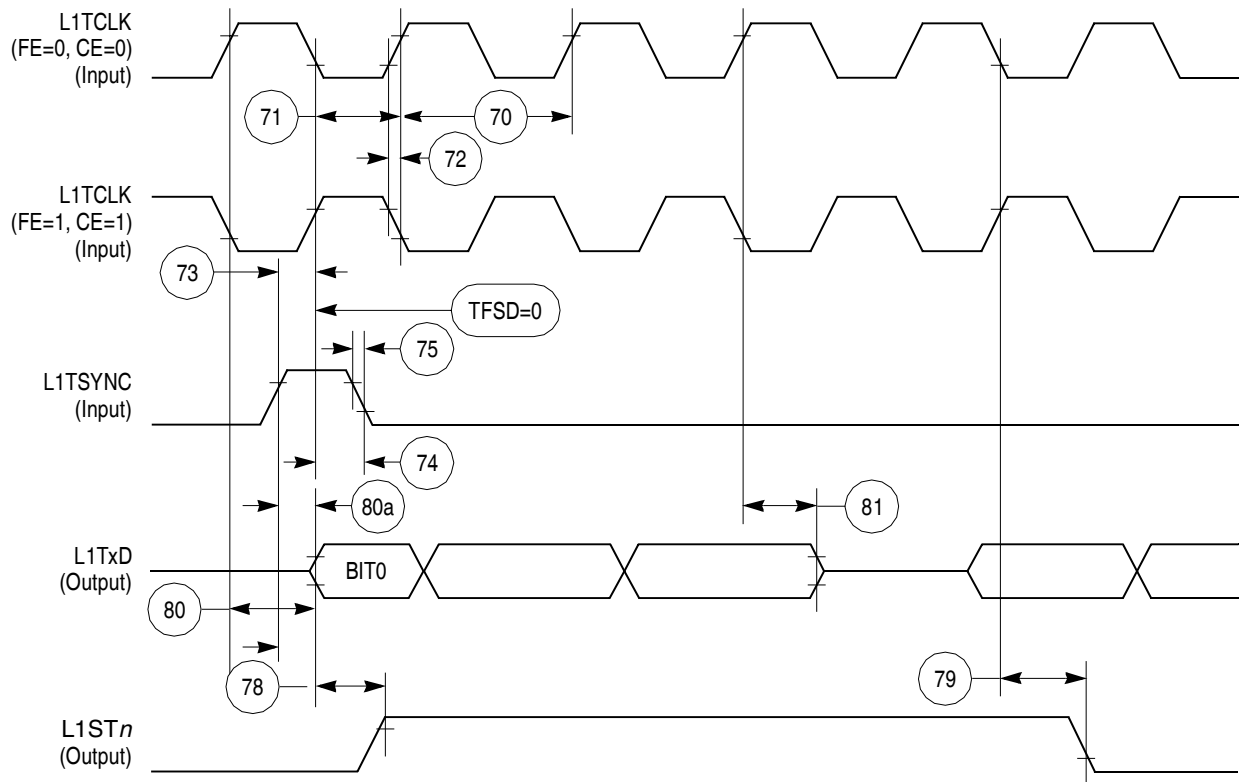 L1TCLK
(FE=0, CE=0)
(Input)
71
70
72
L1TCLK
(FE=1, CE=1)
(Input)
73
TFSD=0
75
L1TSYNC
(Input)
74
80a
81
L1TxD
(Output)
BIT0
80
78
79
L1STn
(Output)